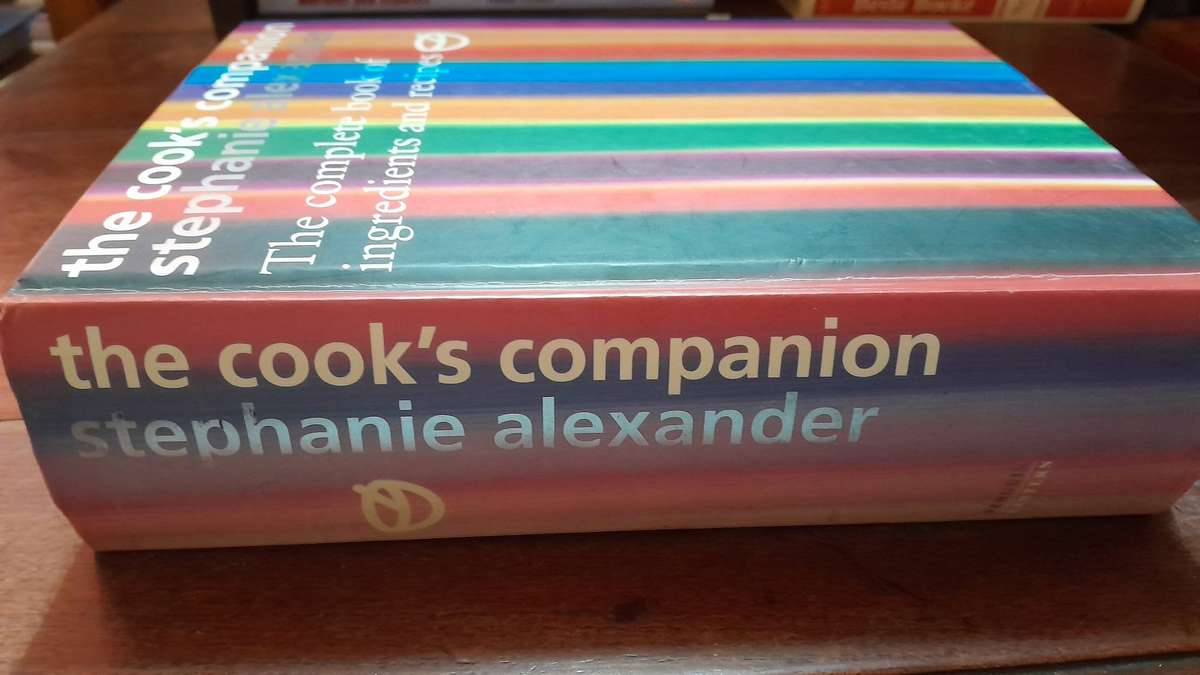 the cook's companion
stephanie alexander
The complete book of
ingredients and recipes
the cook's companion
stephanie alexander